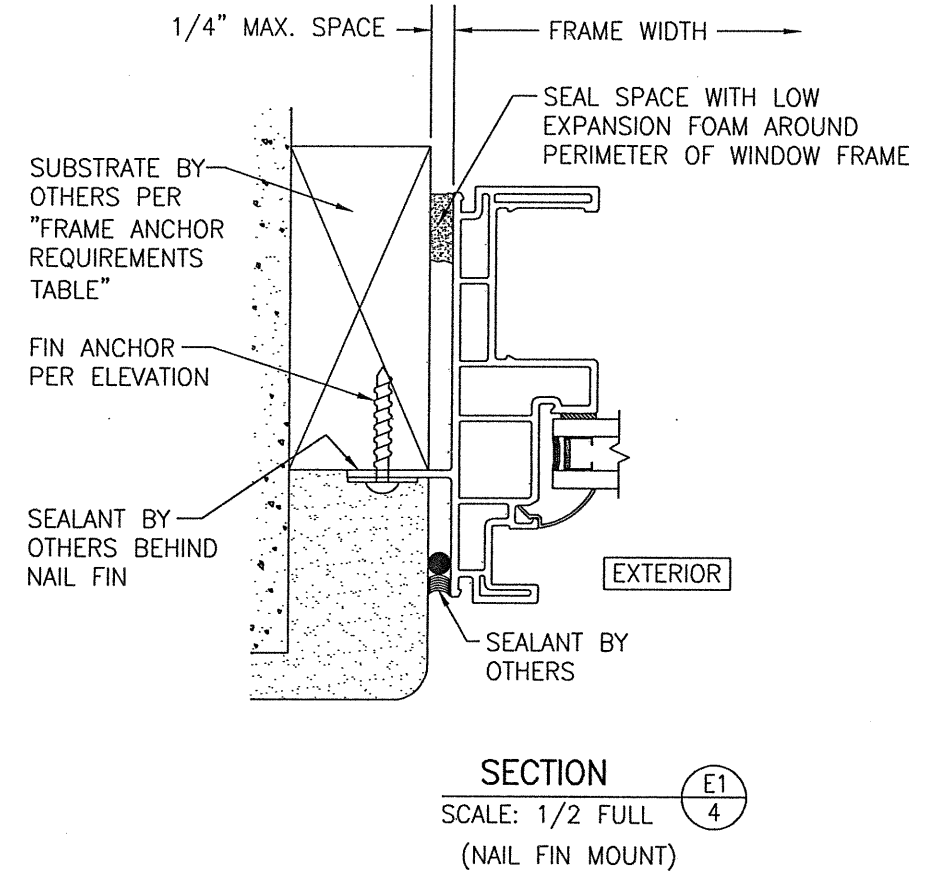 1/4" MAX. SPACE
FRAME WIDTH
SEAL SPACE WITH LOW
EXPANSION FOAM AROUND
PERIMETER OF WINDOW FRAME
SUBSTRATE BY
OTHERS PER
"FRAME ANCHOR
REQUIREMENTS
TABLE"
FIN ANCHOR
PER ELEVATION
SEALANT BY
OTHERS BEHIND
NAIL FIN
EXTERIOR
SEALANT BY
OTHERS
SECTION
E1
4
SCALE: 1/2 FULL
(NAIL FIN MOUNT)